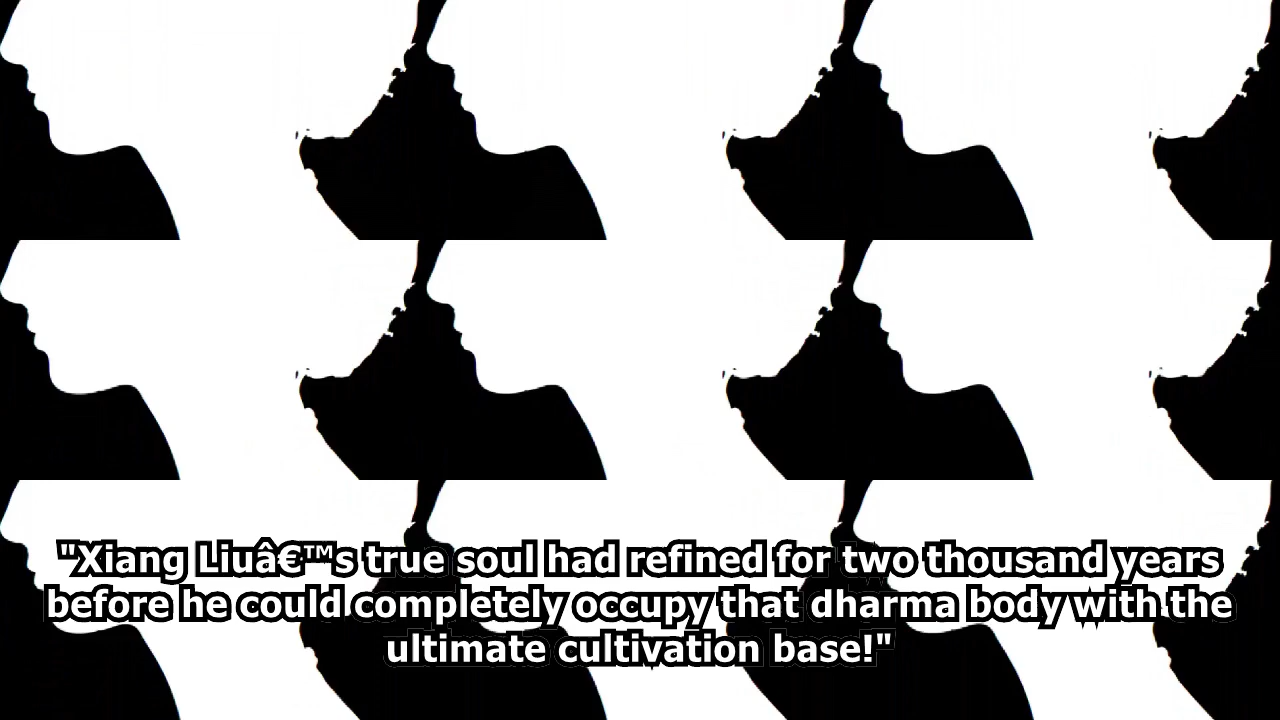 "Xiang Liuâ€™s true soul had refined for two thousand years
before he could completely occupy that dharma body with the
ultimate cultivation base!"